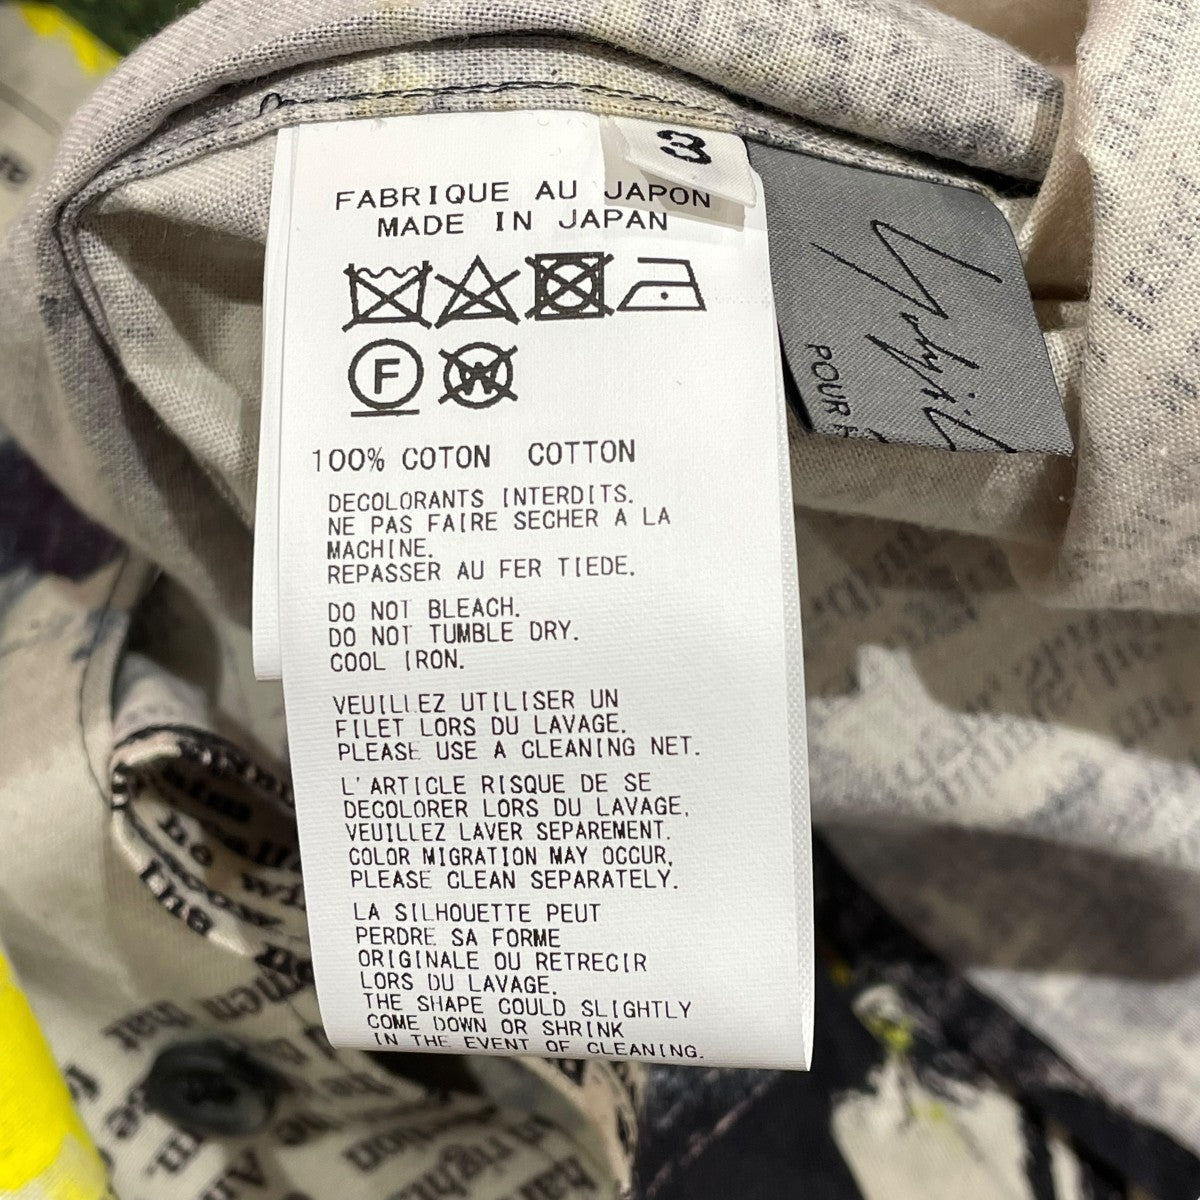 3
FABRIQUE AU JAPON
MADE IN JAPAN
F
W
100% COTON COTTON
DECOLORANTS INTERDITS.
NE PAS FAIRE SECHER A LA
MACHINE.
REPASSER AU FER TIEDE.
DO NOT BLEACH.
DO NOT TUMBLE DRY.
COOL IRON.
VEUILLEZ UTILISER UN
FILET LORS DU LAVAGE.
PLEASE USE A CLEANING NET.
L'ARTICLE RISQUE DE SE
DECOLORER LORS DU LAVAGE,
VEUILLEZ LAVER SEPAREMENT.
COLOR MIGRATION MAY OCCUR,
PLEASE CLEAN SEPARATELY.
LA SILHOUETTE PEUT
PERDRE SA FORME
ORIGINALE OU RETRECIR
LORS DU LAVAGE.
THE SHAPE COULD SLIGHTLY
COME DOWN OR SHRINK
IN THE EVENT OF CLEANING.
POUR
that